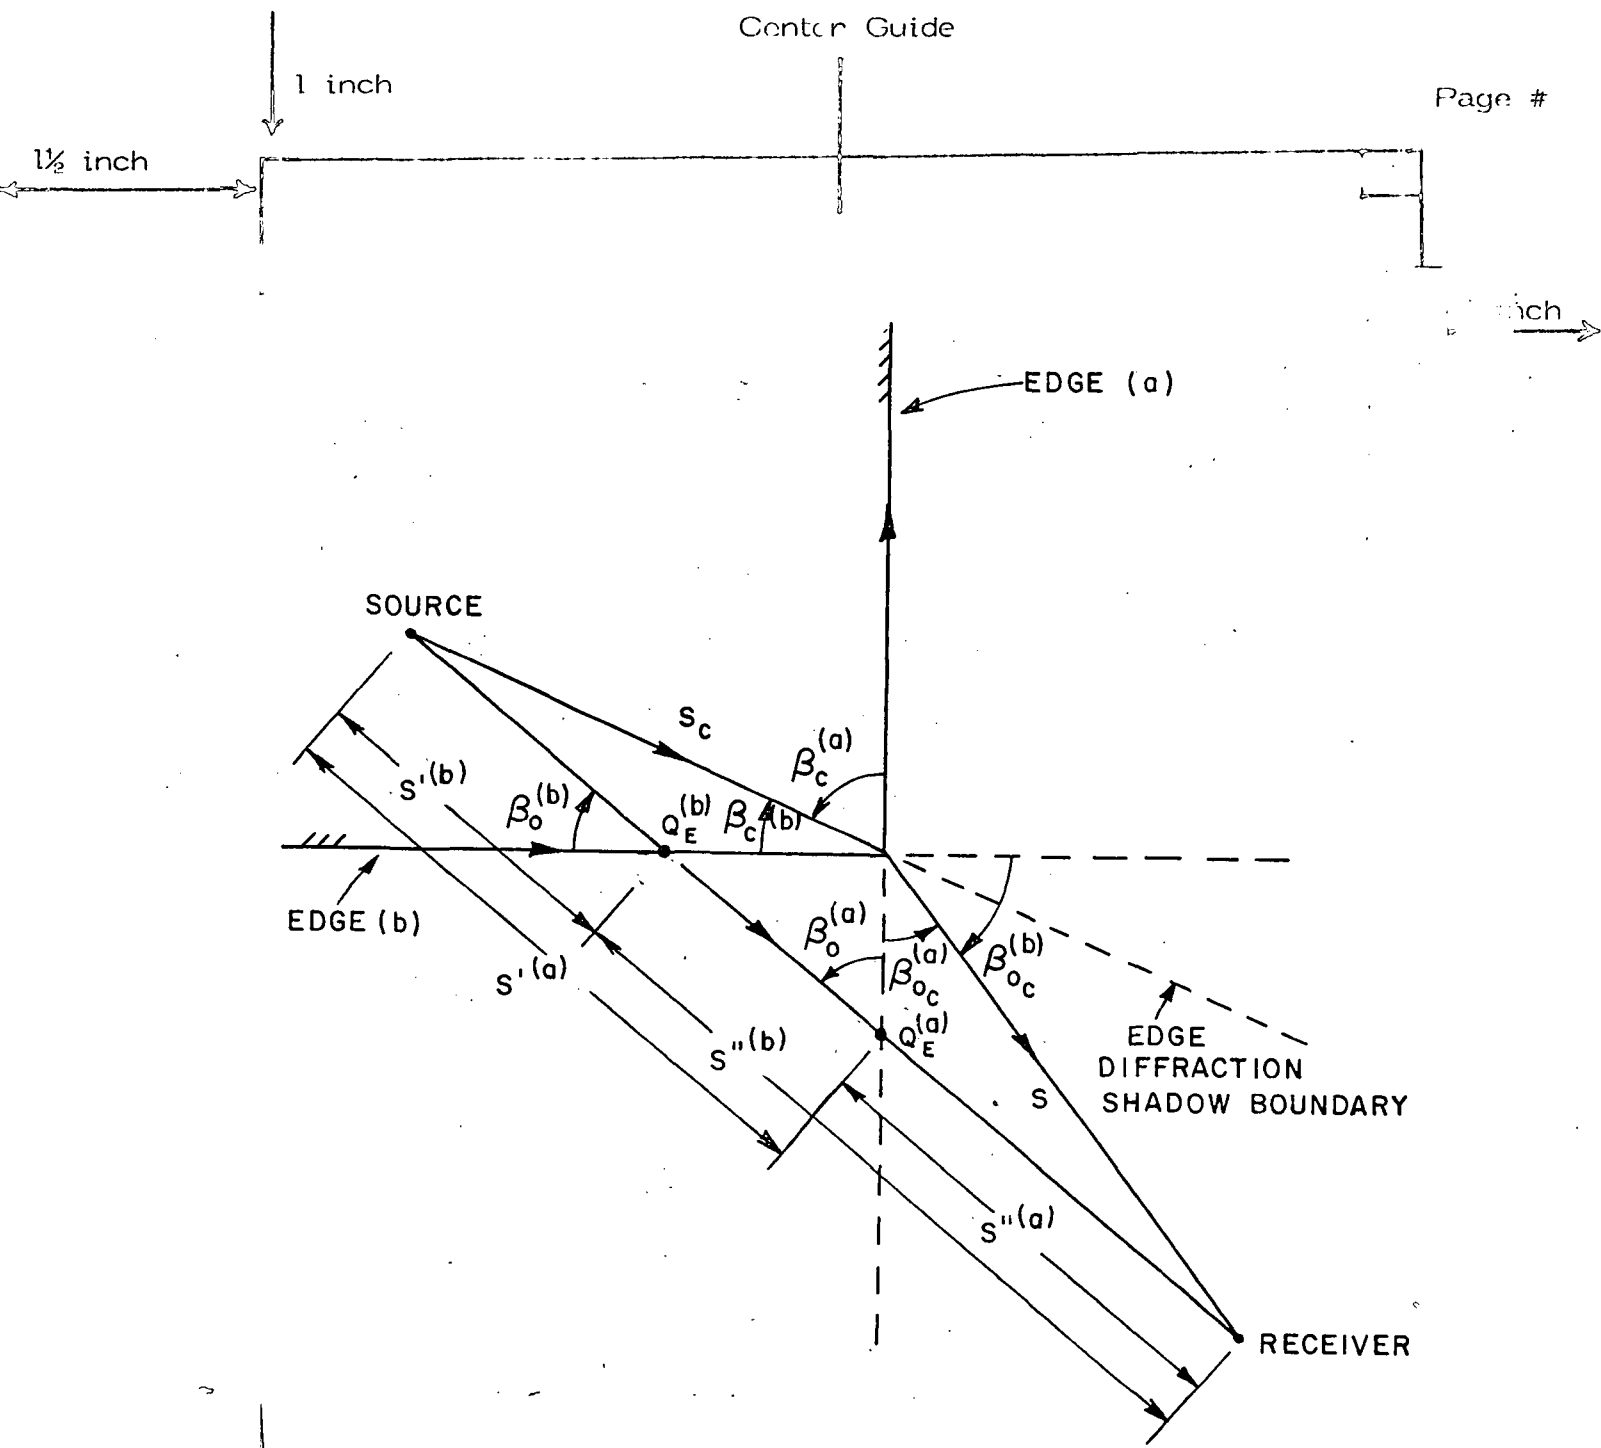 Center Guide
1 inch
Page #
1½ inch
EDGE (a)
SOURCE
S_c
β_c^(a)
S'^(b)
β_o^(b)
Q_E^(b)
β_c^(b)
EDGE (b)
β_o^(a)
β_oc^(a)
β_oc^(b)
S'^(a)
Q_E^(a)
S"^(b)
EDGE
DIFFRACTION
SHADOW BOUNDARY
S
S"^(a)
RECEIVER